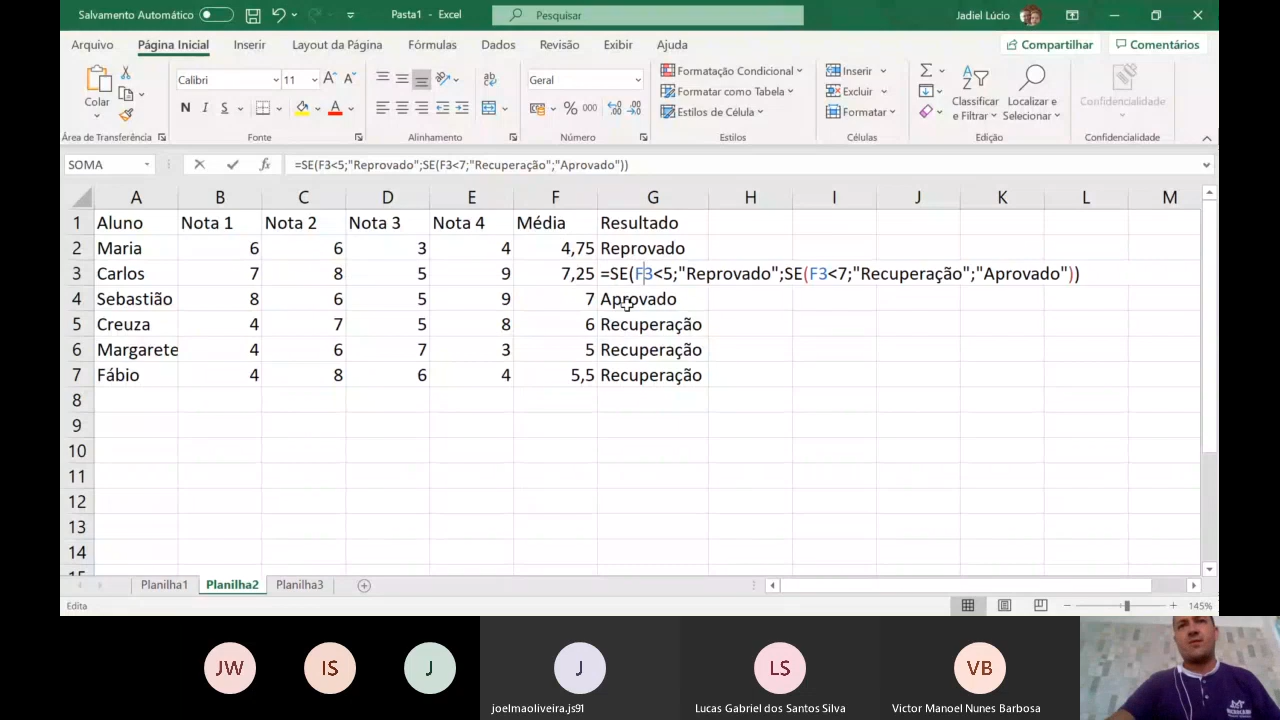 Salvamento Automático
Pasta1 - Excel
Pesquisar
Jadiel Lúcio
Arquivo Página Inicial Inserir Layout da Página Fórmulas Dados Revisão Exibir Ajuda Compartilhar Comentários
Colar
Calibri 11
N I S
Geral
% 000
Formatação Condicional
Formatar como Tabela
Estilos de Célula
Inserir
Excluir
Formatar
Classificar e Filtrar
Localizar e Selecionar
Confidencialidade
Área de Transferência Fonte Alinhamento Número Estilos Células Edição Confidencialidade
SOMA fx =SE(F3<5;"Reprovado";SE(F3<7;"Recuperação";"Aprovado"))
A B C D E F G H I J K L M
1 Aluno Nota 1 Nota 2 Nota 3 Nota 4 Média Resultado
2 Maria 6 6 3 4 4,75 Reprovado
3 Carlos 7 8 5 9 7,25 =SE(F3<5;"Reprovado";SE(F3<7;"Recuperação";"Aprovado"))
4 Sebastião 8 6 5 9 7 Aprovado
5 Creuza 4 7 5 8 6 Recuperação
6 Margarete 4 6 7 3 5 Recuperação
7 Fábio 4 8 6 4 5,5 Recuperação
8
9
10
11
12
13
14
15
Planilha1 Planilha2 Planilha3
Edita 145%
JW IS J J LS VB
joelmaoliveira.js91 Lucas Gabriel dos Santos Silva Victor Manoel Nunes Barbosa